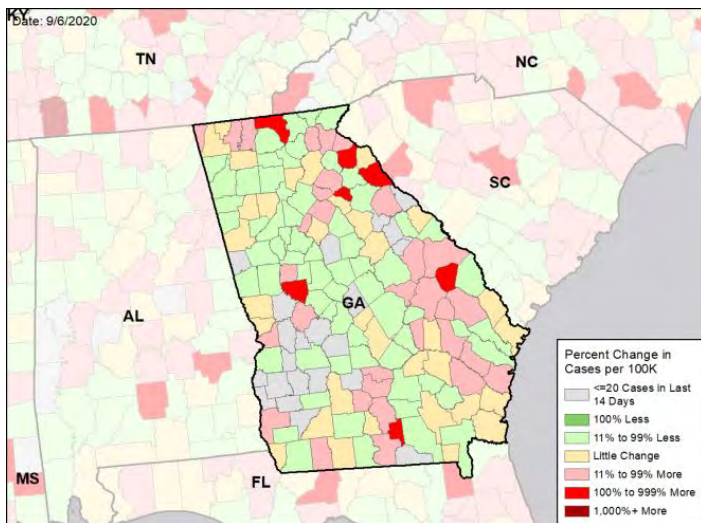 KY
Date: 9/6/2020
TN
NC
SC
AL
GA
MS
FL
Percent Change in
Cases per 100K
<=20 Cases in Last
14 Days
100% Less
11% to 99% Less
Little Change
11% to 99% More
100% to 999% More
1,000%+ More